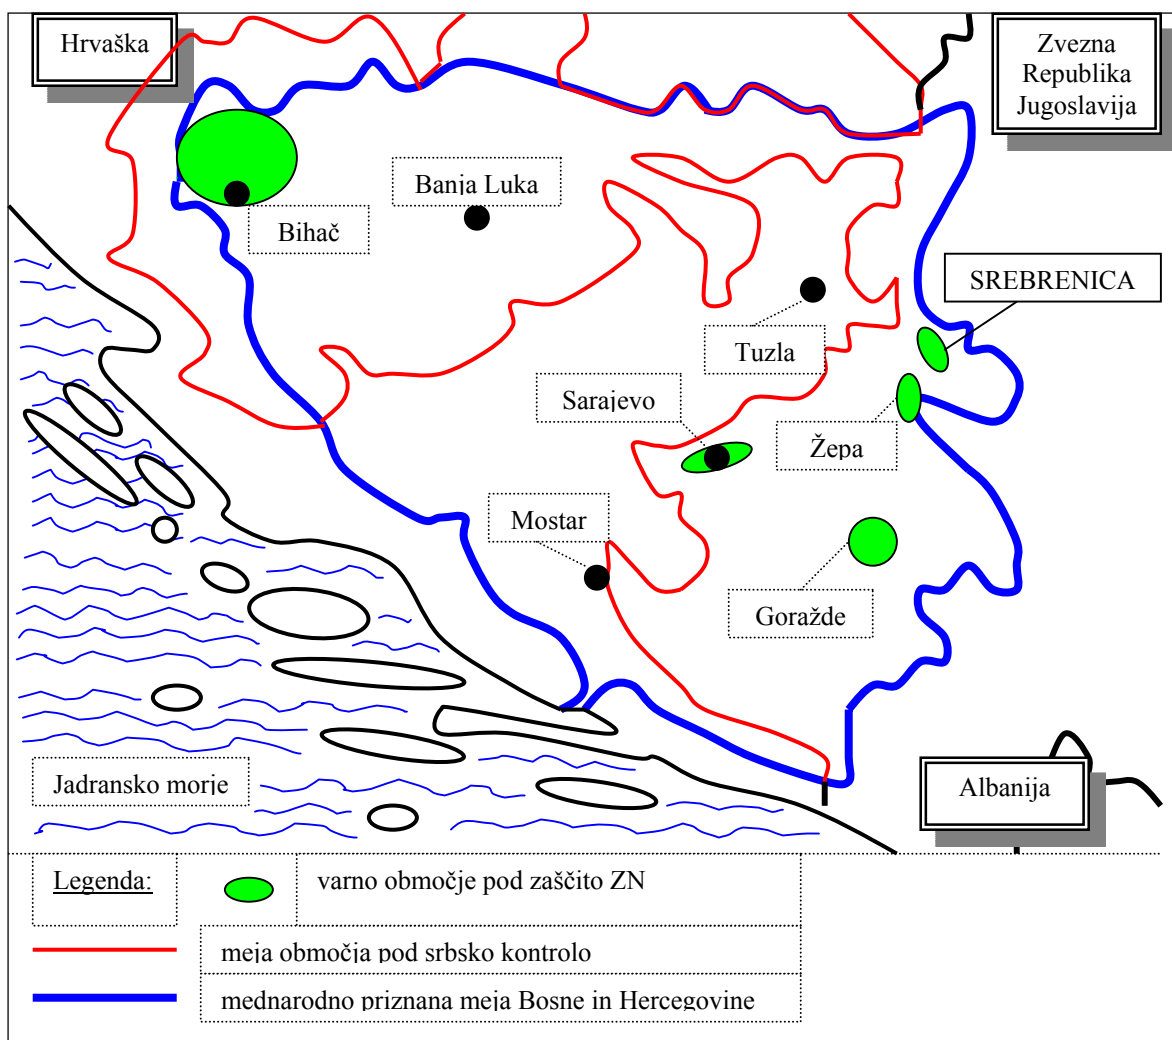 Hrvaška
Zvezna
Republika
Jugoslavija
Banja Luka
Bihač
SREBRENICA
Tuzla
Sarajevo
Žepa
Mostar
Goražde
Jadransko morje
Albanija
Legenda:
varno območje pod zaščito ZN
meja območja pod srbsko kontrolo
mednarodno priznana meja Bosne in Hercegovine